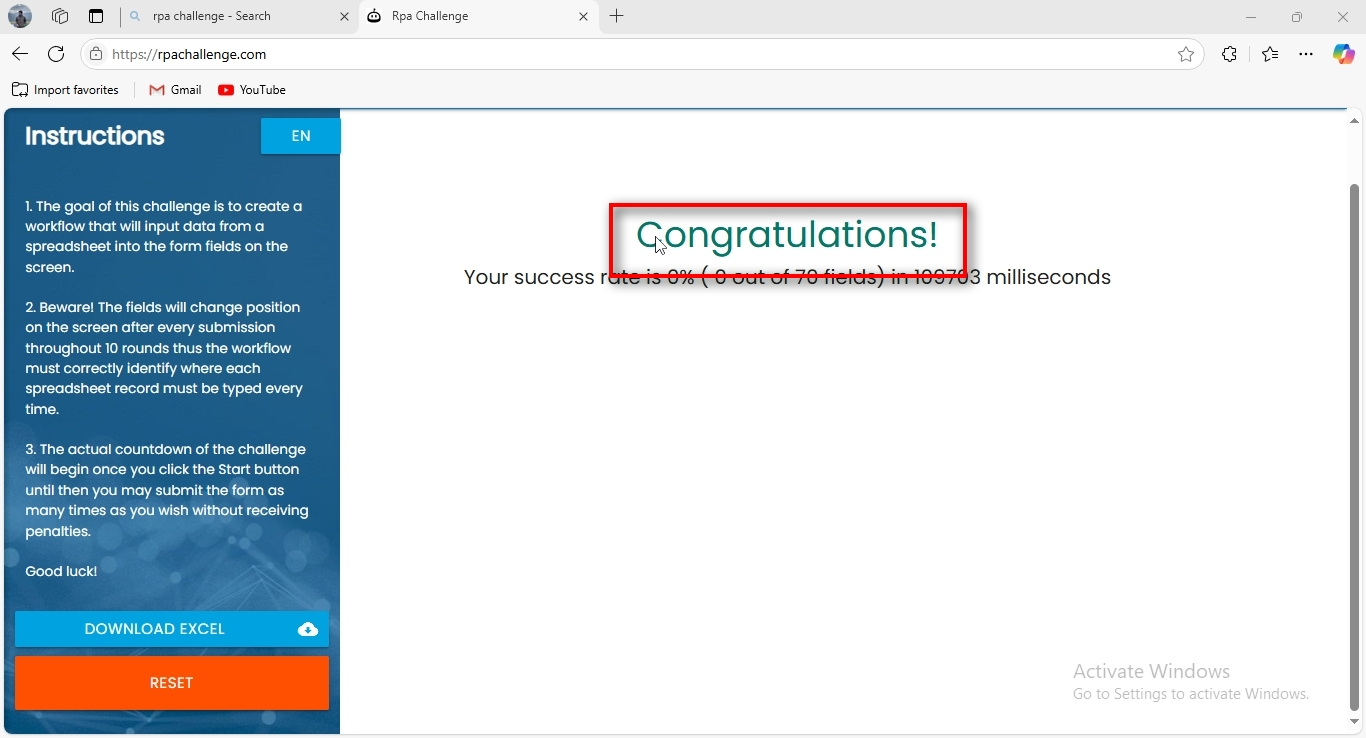 rpa challenge - Search
Rpa Challenge
https://rpachallenge.com
Import favorites
Gmail
YouTube
Instructions
EN
1. The goal of this challenge is to create a
workflow that will input data from a
spreadsheet into the form fields on the
screen.
2. Beware! The fields will change position
on the screen after every submission
throughout 10 rounds thus the workflow
must correctly identify where each
spreadsheet record must be typed every
time.
3. The actual countdown of the challenge
will begin once you click the Start button
until then you may submit the form as
many times as you wish without receiving
penalties.
Good luck!
DOWNLOAD EXCEL
RESET
Congratulations!
Your success rate is 0% ( 0 out of 70 fields) in 109703 milliseconds
Activate Windows
Go to Settings to activate Windows.